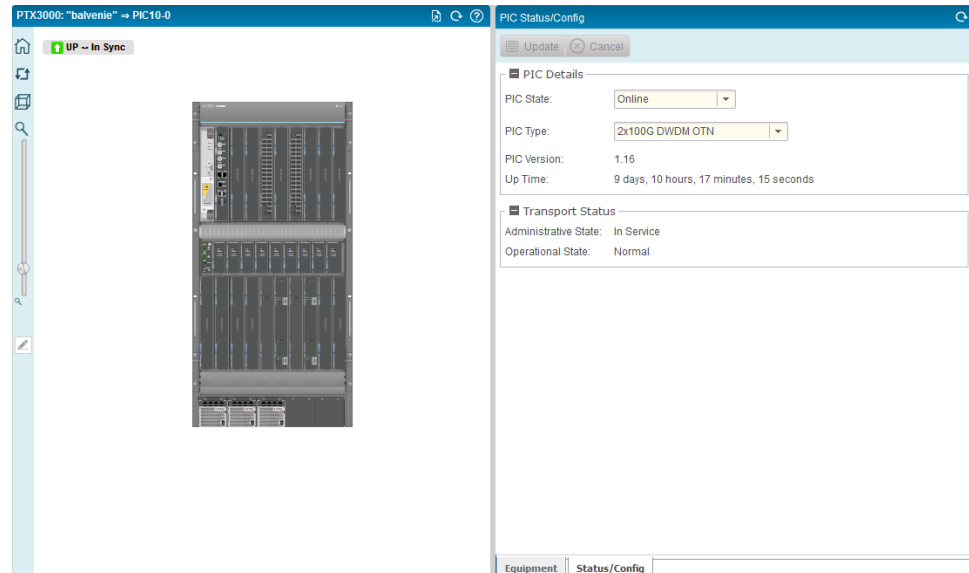 PTX3000: "balvenie" ⇒ PIC10-0
UP -- In Sync
PIC Status/Config
Update
Cancel
PIC Details
PIC State: Online
PIC Type: 2x100G DWDM OTN
PIC Version: 1.16
Up Time: 9 days, 10 hours, 17 minutes, 15 seconds
Transport Status
Administrative State: In Service
Operational State: Normal
Equipment
Status/Config